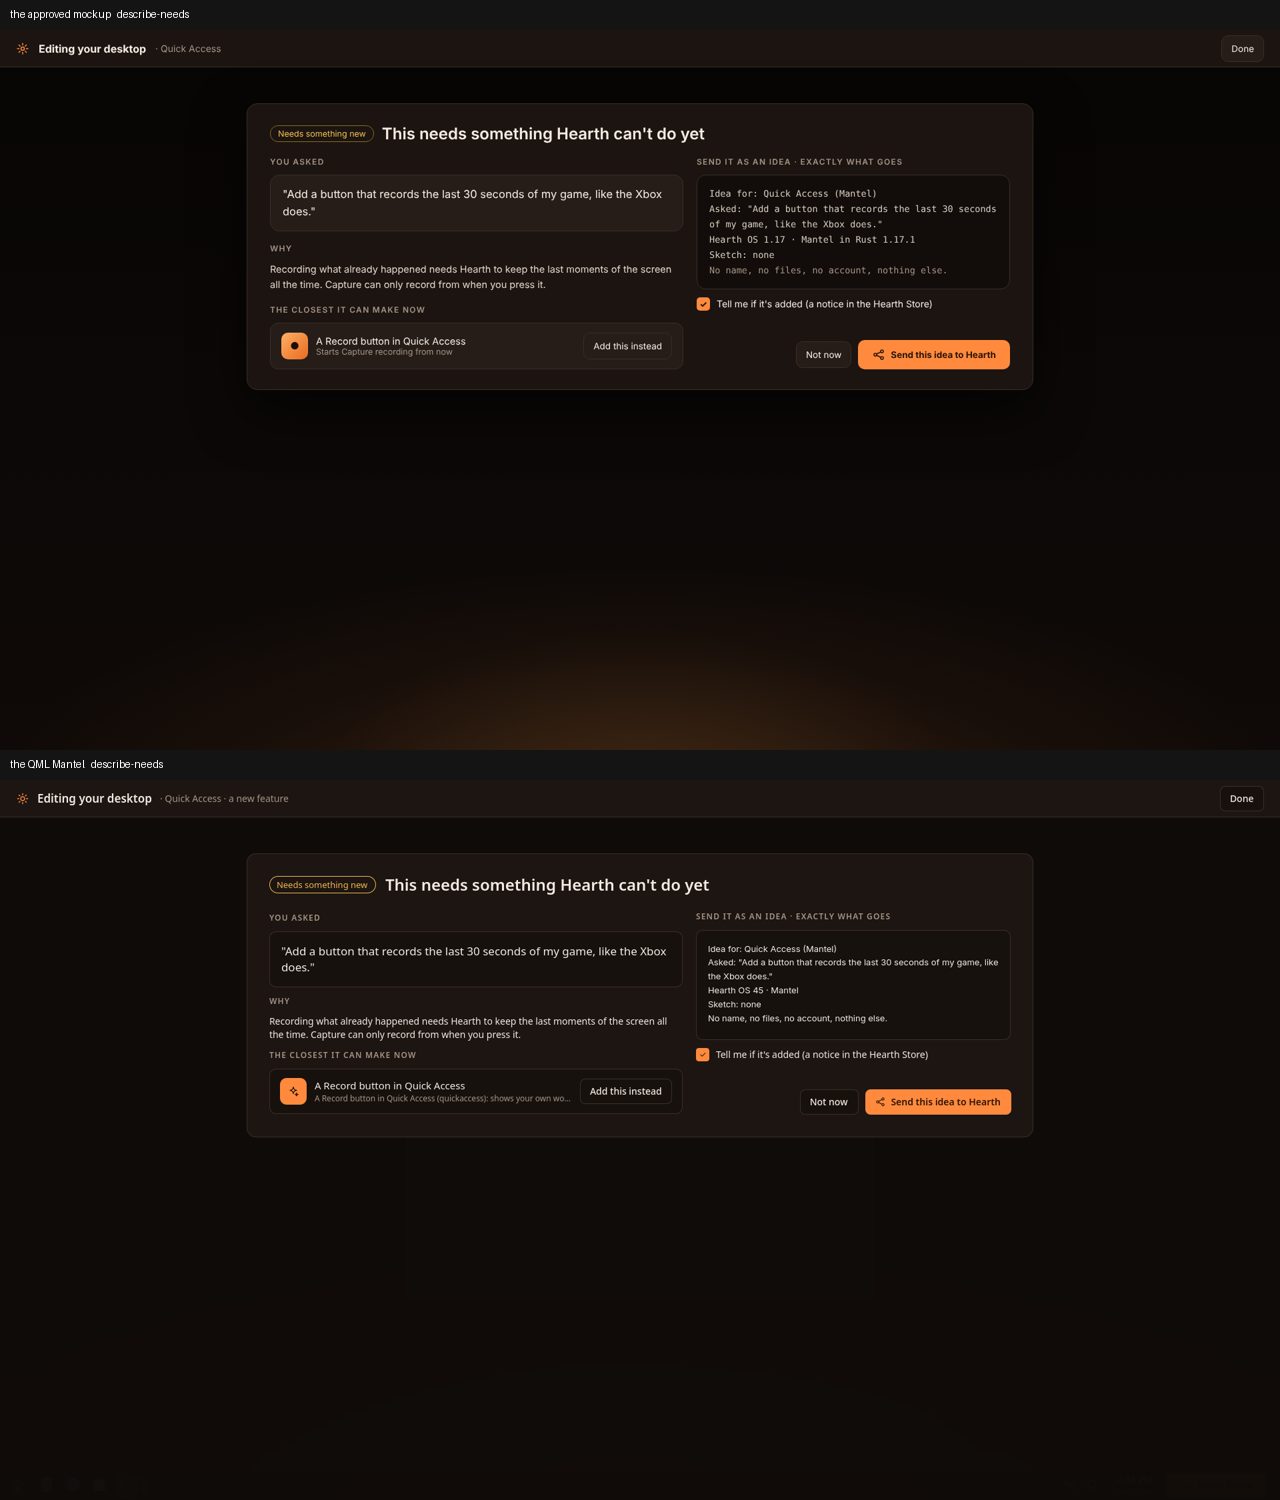 the approved mockup describe-needs
Editing your desktop · Quick Access
Done
Needs something new
This needs something Hearth can't do yet
YOU ASKED
"Add a button that records the last 30 seconds of my game, like the Xbox
does."
WHY
Recording what already happened needs Hearth to keep the last moments of the screen
all the time. Capture can only record from when you press it.
THE CLOSEST IT CAN MAKE NOW
A Record button in Quick Access
Starts Capture recording from now
Add this instead
SEND IT AS AN IDEA · EXACTLY WHAT GOES
Idea for: Quick Access (Mantel)
Asked: "Add a button that records the last 30 seconds
of my game, like the Xbox does."
Hearth OS 1.17 · Mantel in Rust 1.17.1
Sketch: none
No name, no files, no account, nothing else.
Tell me if it's added (a notice in the Hearth Store)
Not now
Send this idea to Hearth
the QML Mantel describe-needs
Editing your desktop · Quick Access · a new feature
Done
Needs something new
This needs something Hearth can't do yet
YOU ASKED
"Add a button that records the last 30 seconds of my game, like the Xbox
does."
WHY
Recording what already happened needs Hearth to keep the last moments of the screen all
the time. Capture can only record from when you press it.
THE CLOSEST IT CAN MAKE NOW
A Record button in Quick Access
A Record button in Quick Access (quickaccess): shows your own wo...
Add this instead
SEND IT AS AN IDEA · EXACTLY WHAT GOES
Idea for: Quick Access (Mantel)
Asked: "Add a button that records the last 30 seconds of my game, like
the Xbox does."
Hearth OS 45 · Mantel
Sketch: none
No name, no files, no account, nothing else.
Tell me if it's added (a notice in the Hearth Store)
Not now
Send this idea to Hearth